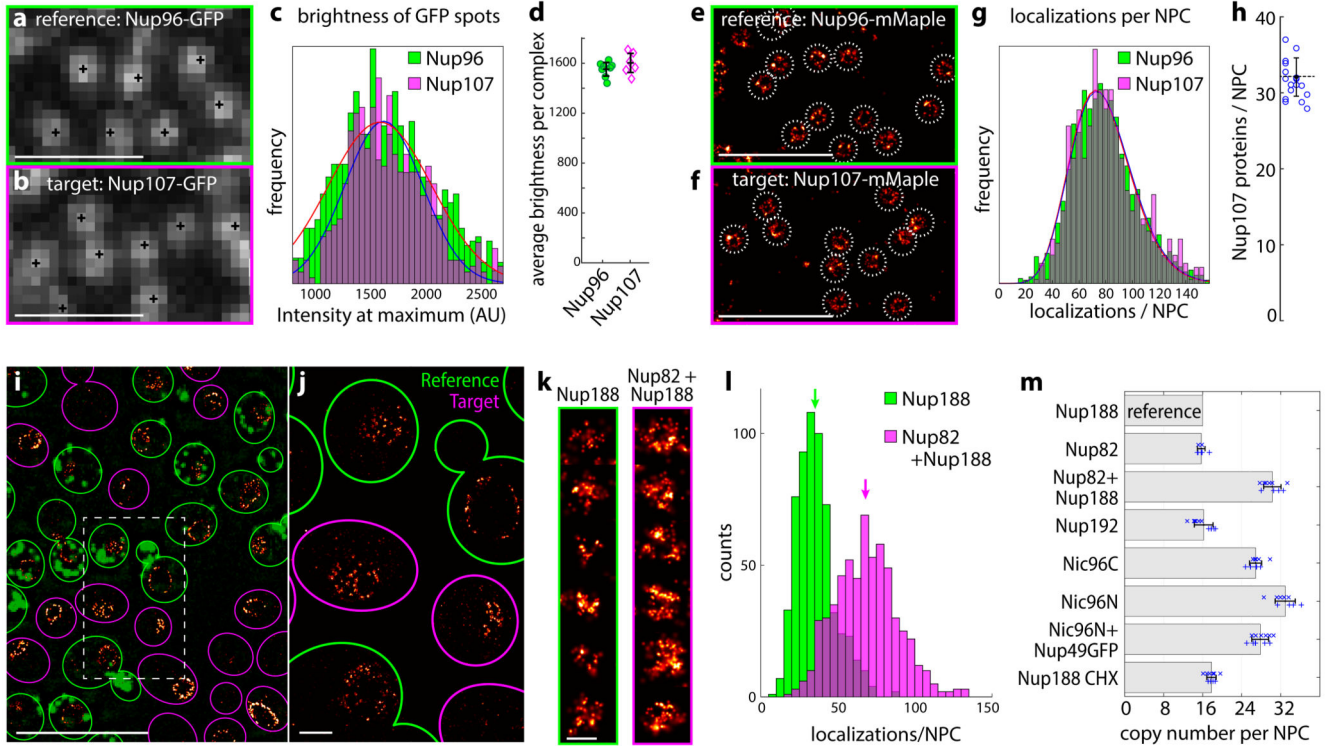 a reference: Nup96-GFP
b target: Nup107-GFP
c brightness of GFP spots
Nup96
Nup107
frequency
1000 1500 2000 2500
Intensity at maximum (AU)
d
average brightness per complex
1600
1200
800
400
0
Nup96
Nup107
e reference: Nup96-mMaple
f target: Nup107-mMaple
g localizations per NPC
Nup96
Nup107
frequency
0 20 40 60 80 100 120 140
localizations / NPC
h
Nup107 proteins / NPC
40
30
20
10
0
i
j
Reference
Target
k
Nup188
Nup82 +
Nup188
l
Nup188
Nup82
+Nup188
counts
100
50
0
0 50 100 150
localizations/NPC
m
Nup188
reference
Nup82
Nup82+
Nup188
Nup192
Nic96C
Nic96N
Nic96N+
Nup49GFP
Nup188 CHX
0 8 16 24 32
copy number per NPC